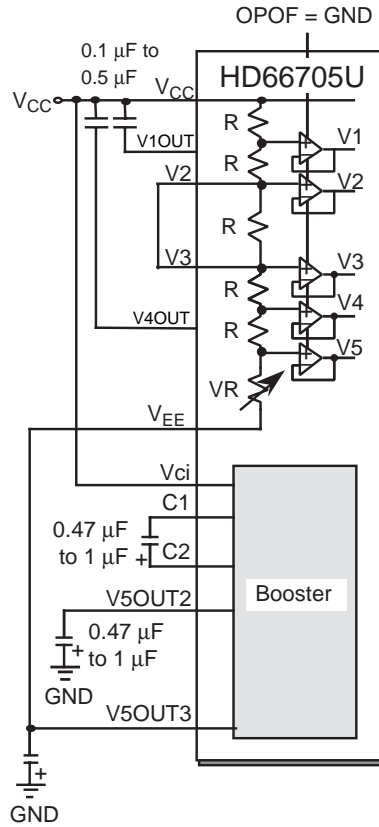 OPOF = GND
0.1 μF to
0.5 μF
HD66705U
VCC
VCC
R
V1OUT
V1
R
V2
V2
R
V3
V3
R
V4
R
V4OUT
V5
VR
VEE
Vci
C1
0.47 μF
to 1 μF +
C2
Booster
V5OUT2
0.47 μF
+ to 1 μF
GND
V5OUT3
+
GND